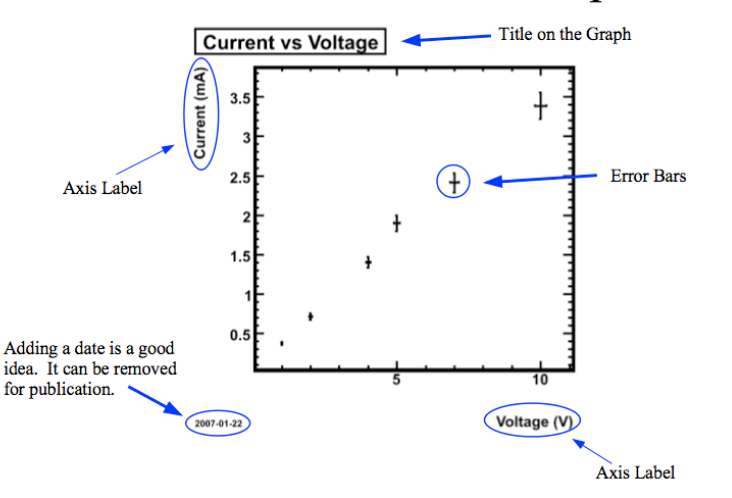 Current vs Voltage
Title on the Graph
Current (mA)
3.5
3
2.5
2
1.5
1
0.5
5
10
Axis Label
Error Bars
Adding a date is a good
idea. It can be removed
for publication.
2007-01-22
Voltage (V)
Axis Label